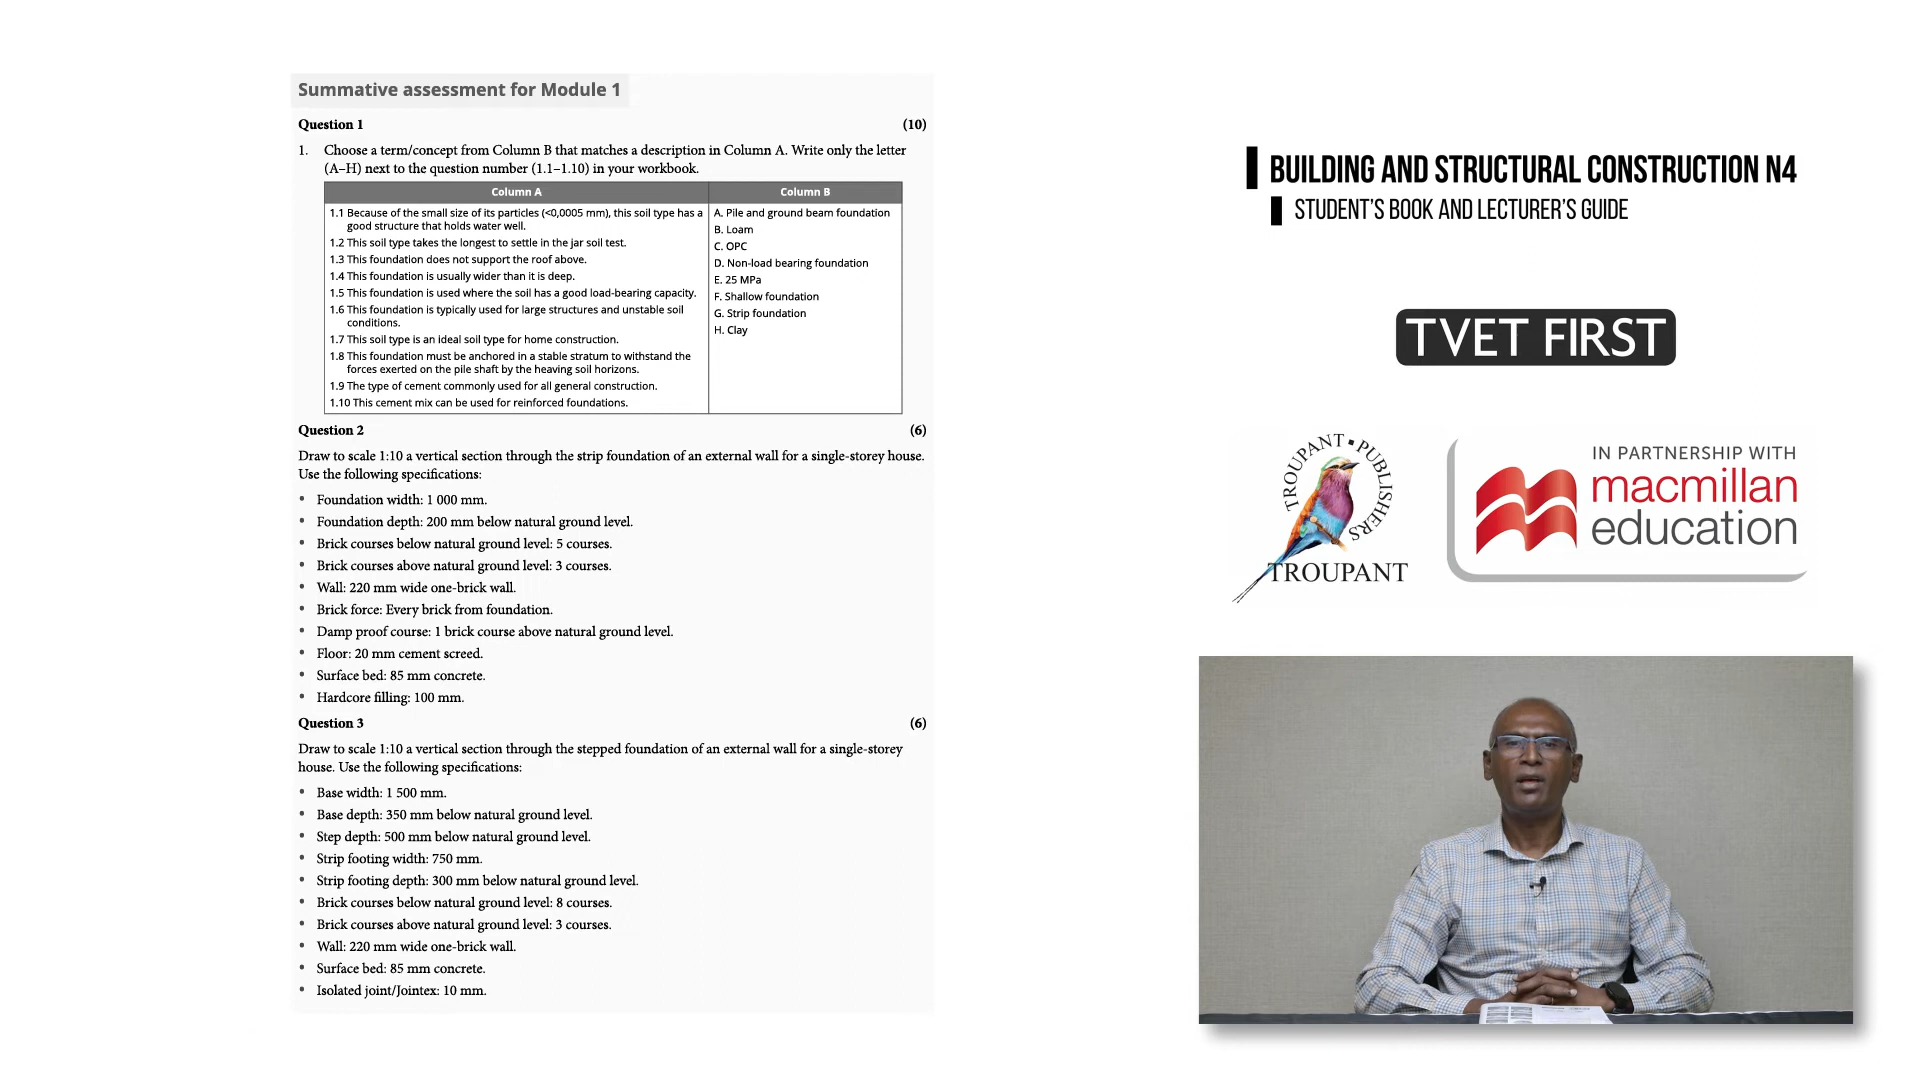 Summative assessment for Module 1
Question 1 (10)
1. Choose a term/concept from Column B that matches a description in Column A. Write only the letter
(A–H) next to the question number (1.1–1.10) in your workbook.
Column A Column B
1.1 Because of the small size of its particles (<0,0005 mm), this soil type has a
good structure that holds water well.
1.2 This soil type takes the longest to settle in the jar soil test.
1.3 This foundation does not support the roof above.
1.4 This foundation is usually wider than it is deep.
1.5 This foundation is used where the soil has a good load-bearing capacity.
1.6 This foundation is typically used for large structures and unstable soil
conditions.
1.7 This soil type is an ideal soil type for home construction.
1.8 This foundation must be anchored in a stable stratum to withstand the
forces exerted on the pile shaft by the heaving soil horizons.
1.9 The type of cement commonly used for all general construction.
1.10 This cement mix can be used for reinforced foundations.
A. Pile and ground beam foundation
B. Loam
C. OPC
D. Non-load bearing foundation
E. 25 MPa
F. Shallow foundation
G. Strip foundation
H. Clay
Question 2 (6)
Draw to scale 1:10 a vertical section through the strip foundation of an external wall for a single-storey house.
Use the following specifications:
• Foundation width: 1 000 mm.
• Foundation depth: 200 mm below natural ground level.
• Brick courses below natural ground level: 5 courses.
• Brick courses above natural ground level: 3 courses.
• Wall: 220 mm wide one-brick wall.
• Brick force: Every brick from foundation.
• Damp proof course: 1 brick course above natural ground level.
• Floor: 20 mm cement screed.
• Surface bed: 85 mm concrete.
• Hardcore filling: 100 mm.
Question 3 (6)
Draw to scale 1:10 a vertical section through the stepped foundation of an external wall for a single-storey
house. Use the following specifications:
• Base width: 1 500 mm.
• Base depth: 350 mm below natural ground level.
• Step depth: 500 mm below natural ground level.
• Strip footing width: 750 mm.
• Strip footing depth: 300 mm below natural ground level.
• Brick courses below natural ground level: 8 courses.
• Brick courses above natural ground level: 3 courses.
• Wall: 220 mm wide one-brick wall.
• Surface bed: 85 mm concrete.
• Isolated joint/Jointex: 10 mm.
BUILDING AND STRUCTURAL CONSTRUCTION N4
STUDENT'S BOOK AND LECTURER'S GUIDE
TVET FIRST
TROUPANT PUBLISHERS
TROUPANT
IN PARTNERSHIP WITH
macmillan
education